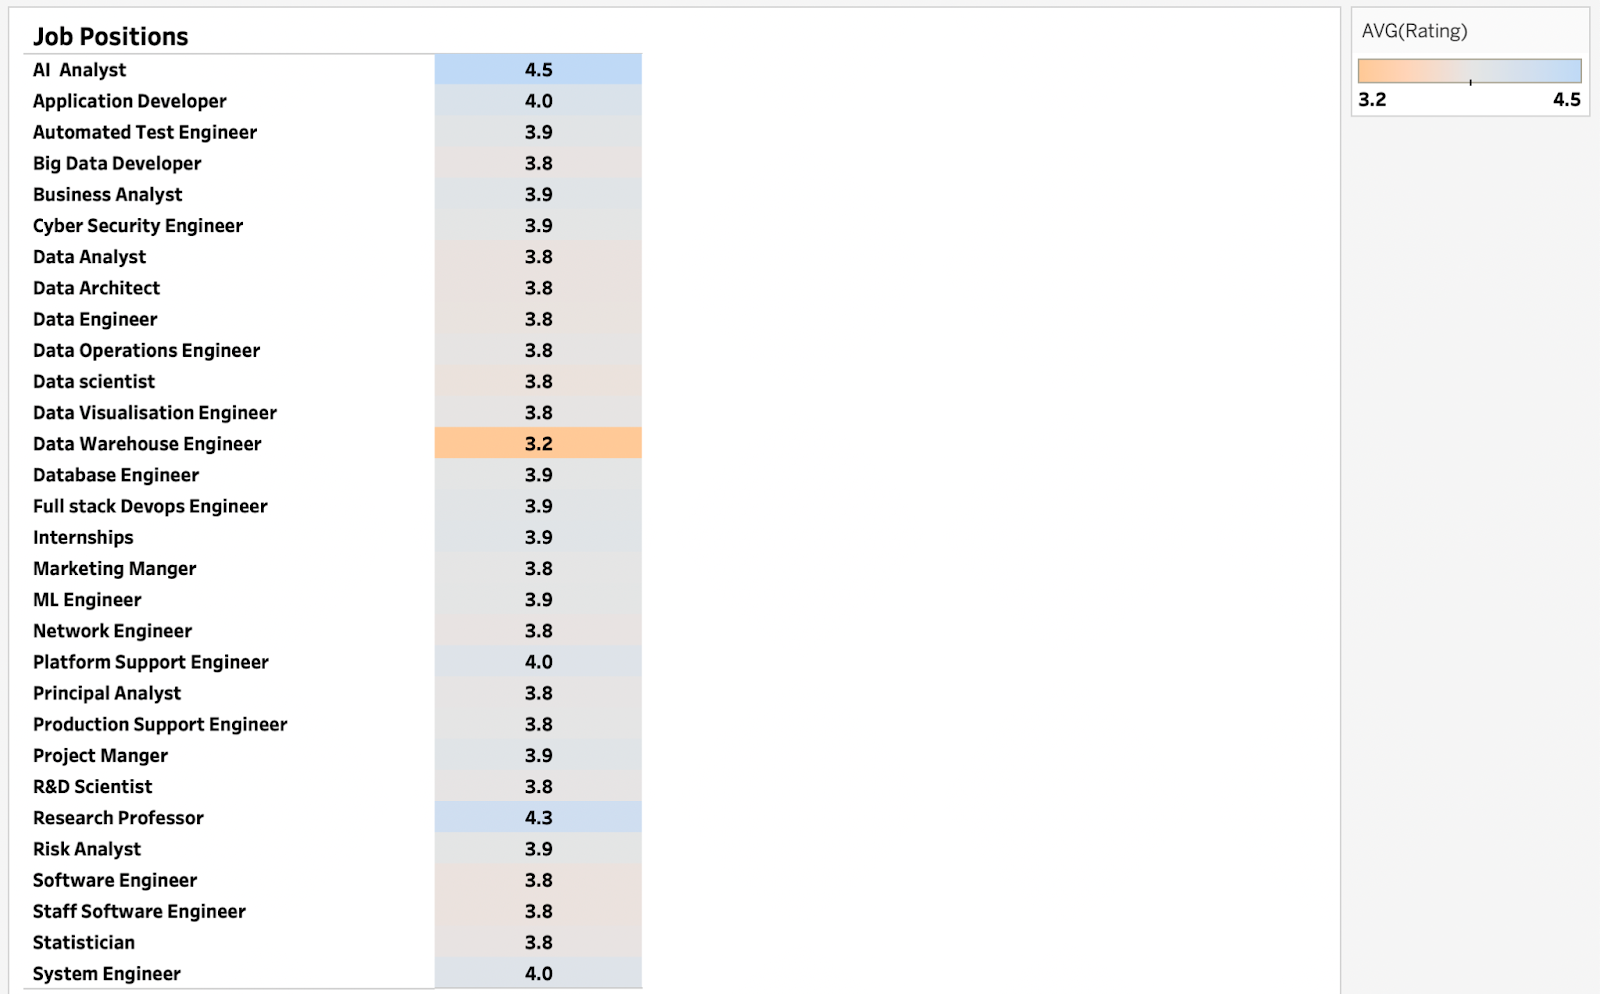 Job Positions
AI  Analyst 4.5
Application Developer 4.0
Automated Test Engineer 3.9
Big Data Developer 3.8
Business Analyst 3.9
Cyber Security Engineer 3.9
Data Analyst 3.8
Data Architect 3.8
Data Engineer 3.8
Data Operations Engineer 3.8
Data scientist 3.8
Data Visualisation Engineer 3.8
Data Warehouse Engineer 3.2
Database Engineer 3.9
Full stack Devops Engineer 3.9
Internships 3.9
Marketing Manger 3.8
ML Engineer 3.9
Network Engineer 3.8
Platform Support Engineer 4.0
Principal Analyst 3.8
Production Support Engineer 3.8
Project Manger 3.9
R&D Scientist 3.8
Research Professor 4.3
Risk Analyst 3.9
Software Engineer 3.8
Staff Software Engineer 3.8
Statistician 3.8
System Engineer 4.0
AVG(Rating)
3.2 4.5